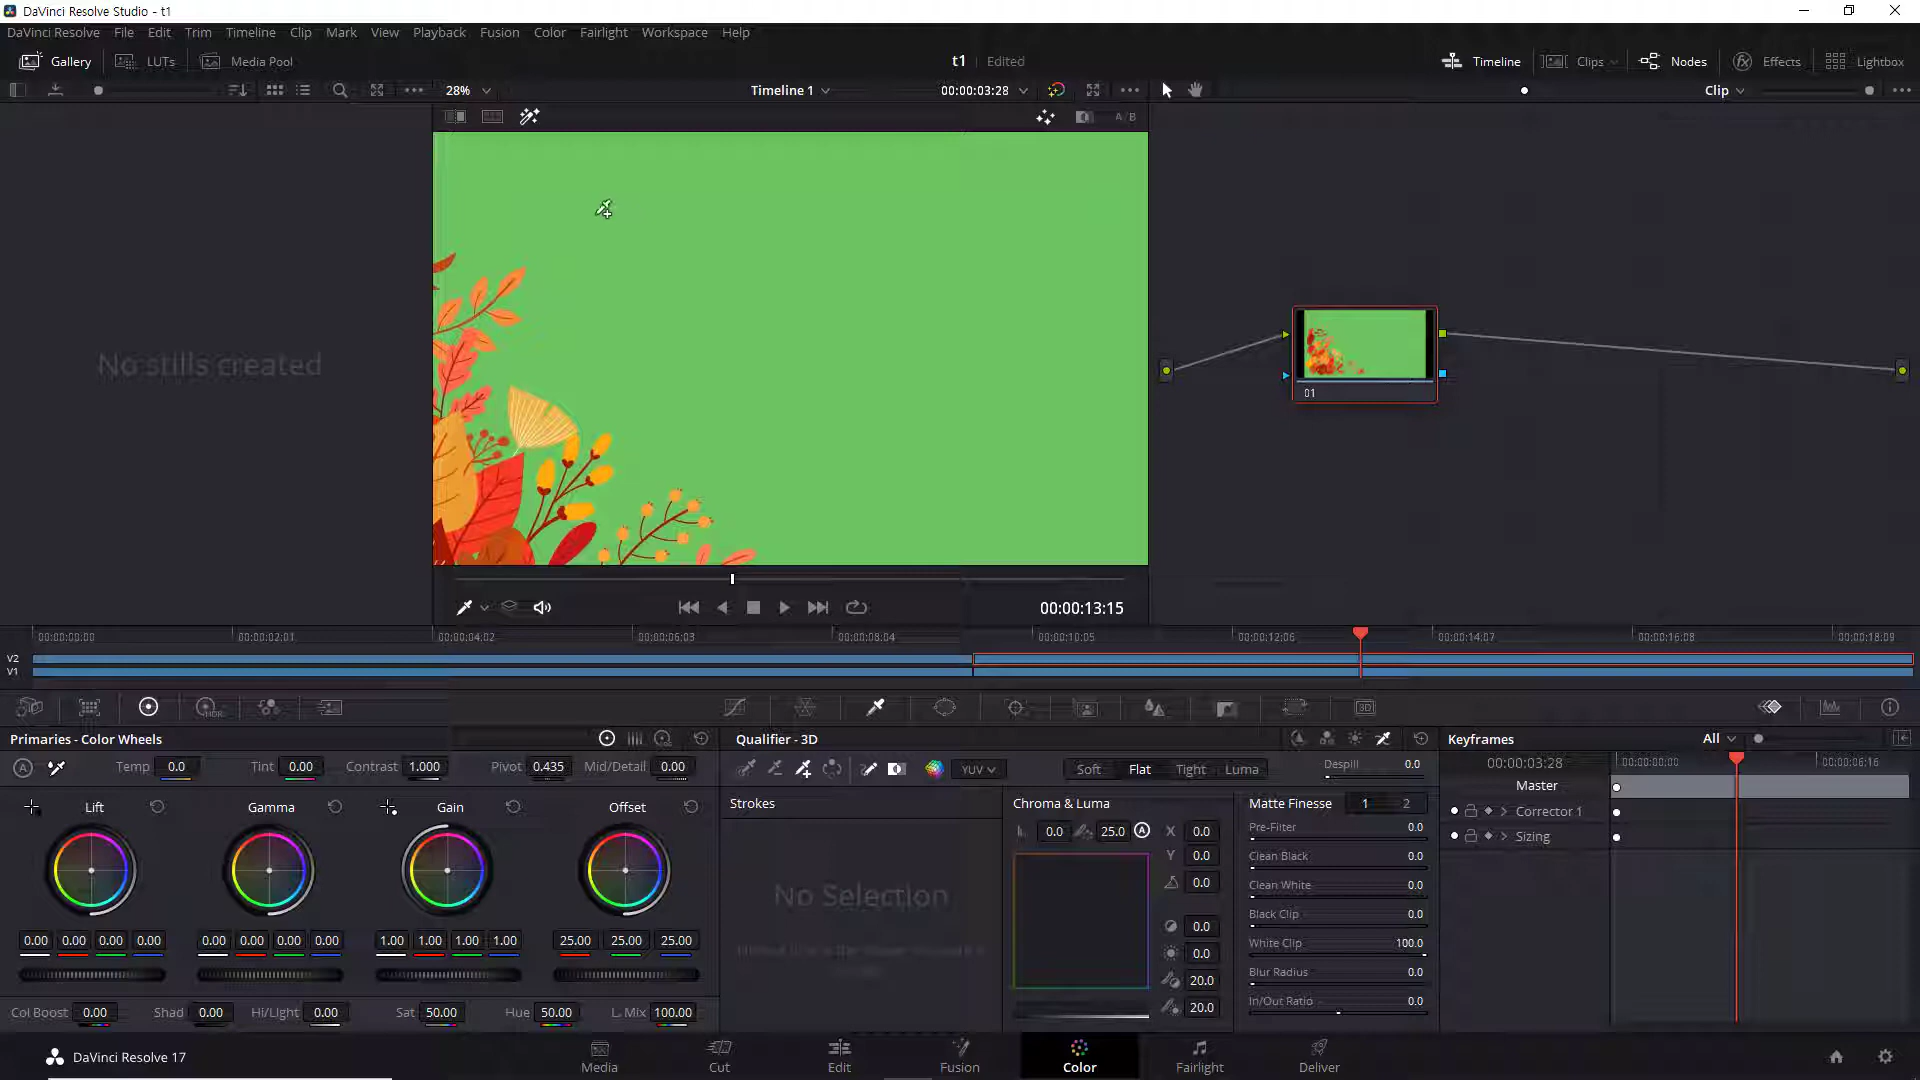 DaVinci Resolve Studio - t1
DaVinci Resolve File Edit Trim Timeline Clip Mark View Playback Fusion Color Fairlight Workspace Help
Gallery LUTs Media Pool t1 Edited Timeline Clips Nodes Effects Lightbox
28% Timeline 1 00:00:03:28 Clip
A/B
No stills created
01
00:00:13:15
00:00:00:00 00:00:02:01 00:00:04:02 00:00:06:03 00:00:08:04 00:00:10:05 00:00:12:06 00:00:14:07 00:00:16:08 00:00:18:09
V2
V1
HDR 3D
Primaries - Color Wheels Qualifier - 3D Keyframes All
A Temp 0.0 Tint 0.00 Contrast 1.000 Pivot 0.435 Mid/Detail 0.00 YUV Soft Flat Tight Luma Despill 0.0 00:00:03:28 00:00:00:00 00:00:06:16
Master
Lift Gamma Gain Offset Strokes Chroma & Luma Matte Finesse 1 2 Corrector 1
0.0 25.0 A X 0.0 Pre-Filter 0.0 Sizing
Y 0.0 Clean Black 0.0
0.0 Clean White 0.0
No Selection
Black Clip 0.0
0.0
0.00 0.00 0.00 0.00 0.00 0.00 0.00 0.00 1.00 1.00 1.00 1.00 25.00 25.00 25.00 White Clip 100.0
0.0
Blur Radius 0.0
20.0
In/Out Ratio 0.0
20.0
Col Boost 0.00 Shad 0.00 Hi/Light 0.00 Sat 50.00 Hue 50.00 L. Mix 100.00
DaVinci Resolve 17 Media Cut Edit Fusion Color Fairlight Deliver